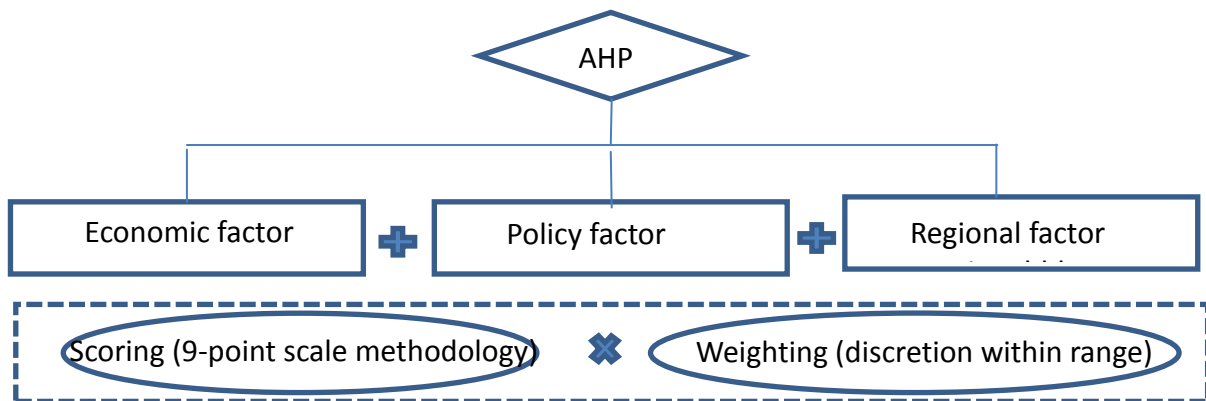 AHP
Economic factor
Policy factor
Regional factor
Scoring (9-point scale methodology)
Weighting (discretion within range)